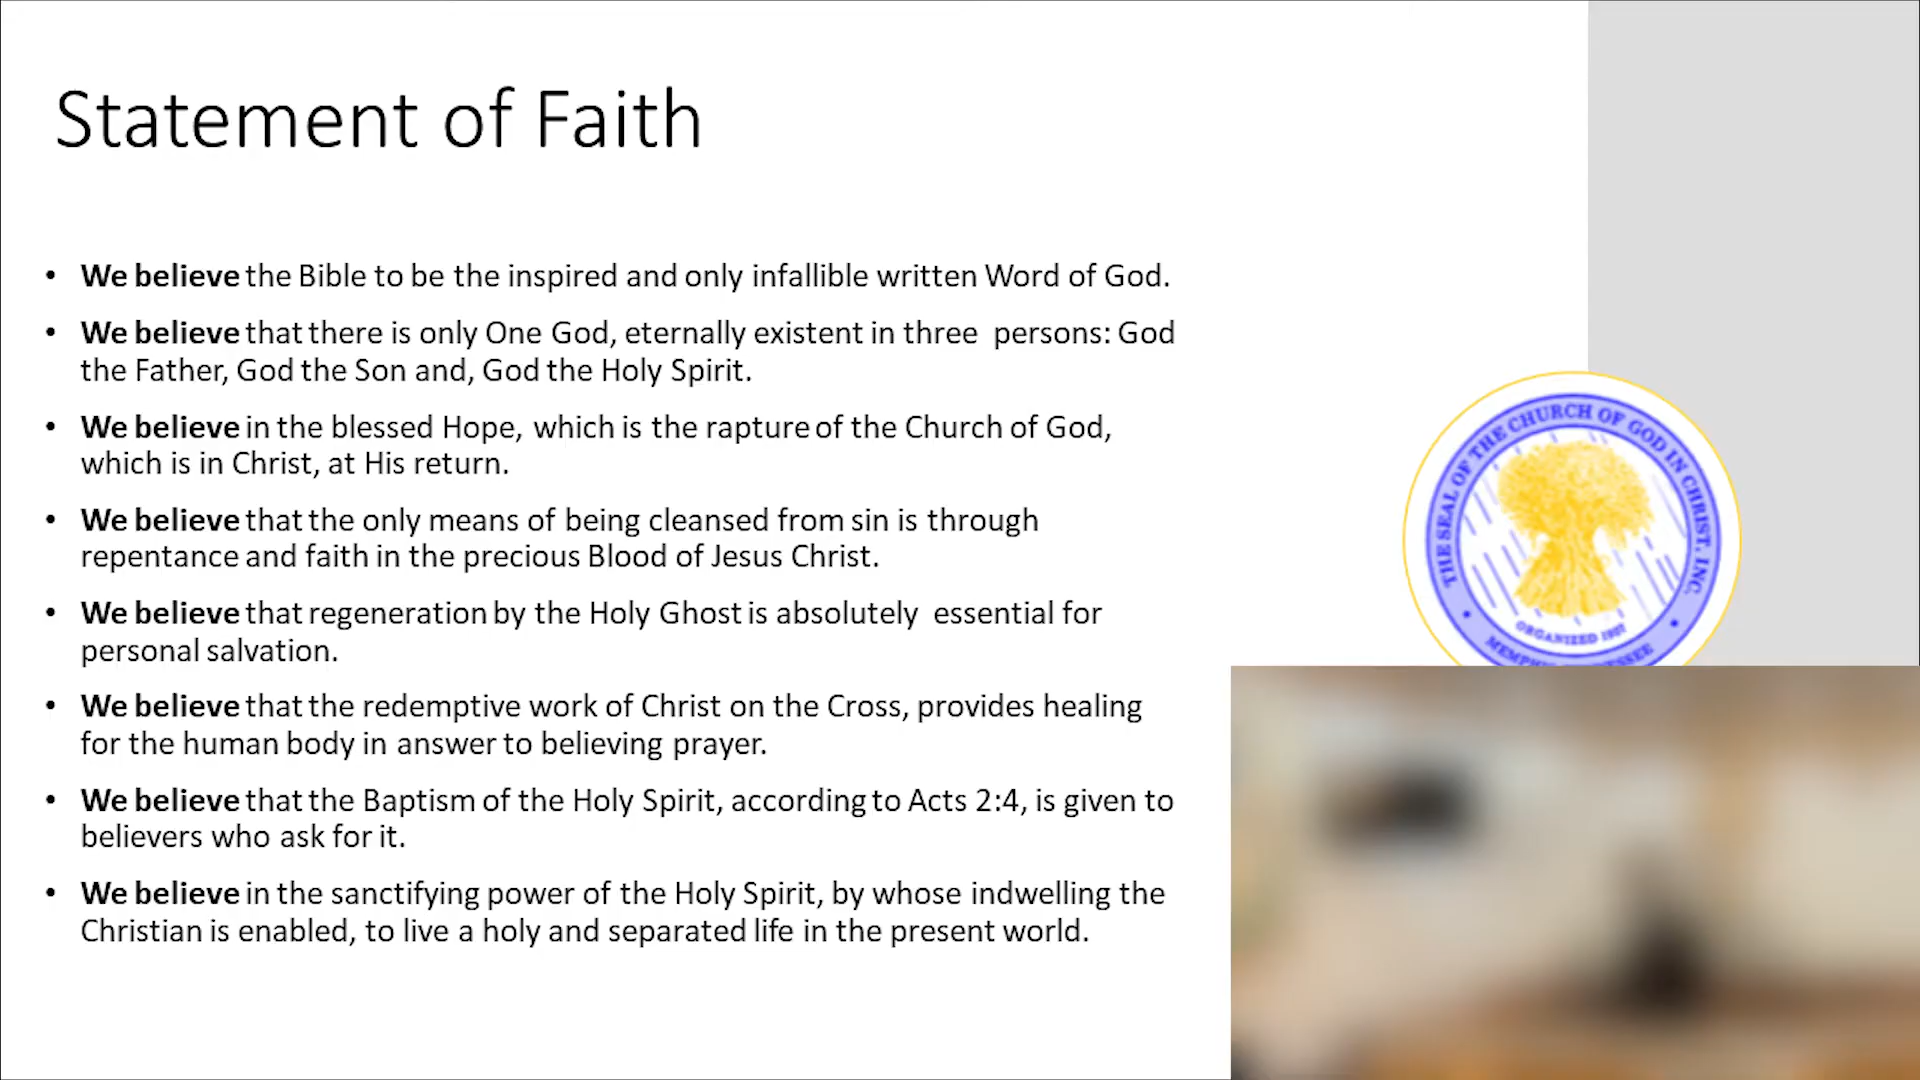 Statement of Faith
• We believe the Bible to be the inspired and only infallible written Word of God.
• We believe that there is only One God, eternally existent in three persons: God
the Father, God the Son and, God the Holy Spirit.
• We believe in the blessed Hope, which is the rapture of the Church of God,
which is in Christ, at His return.
• We believe that the only means of being cleansed from sin is through
repentance and faith in the precious Blood of Jesus Christ.
• We believe that regeneration by the Holy Ghost is absolutely essential for
personal salvation.
• We believe that the redemptive work of Christ on the Cross, provides healing
for the human body in answer to believing prayer.
• We believe that the Baptism of the Holy Spirit, according to Acts 2:4, is given to
believers who ask for it.
• We believe in the sanctifying power of the Holy Spirit, by whose indwelling the
Christian is enabled, to live a holy and separated life in the present world.
THE SEAL OF THE CHURCH OF GOD IN CHRIST, INC.
ORGANIZED 1907